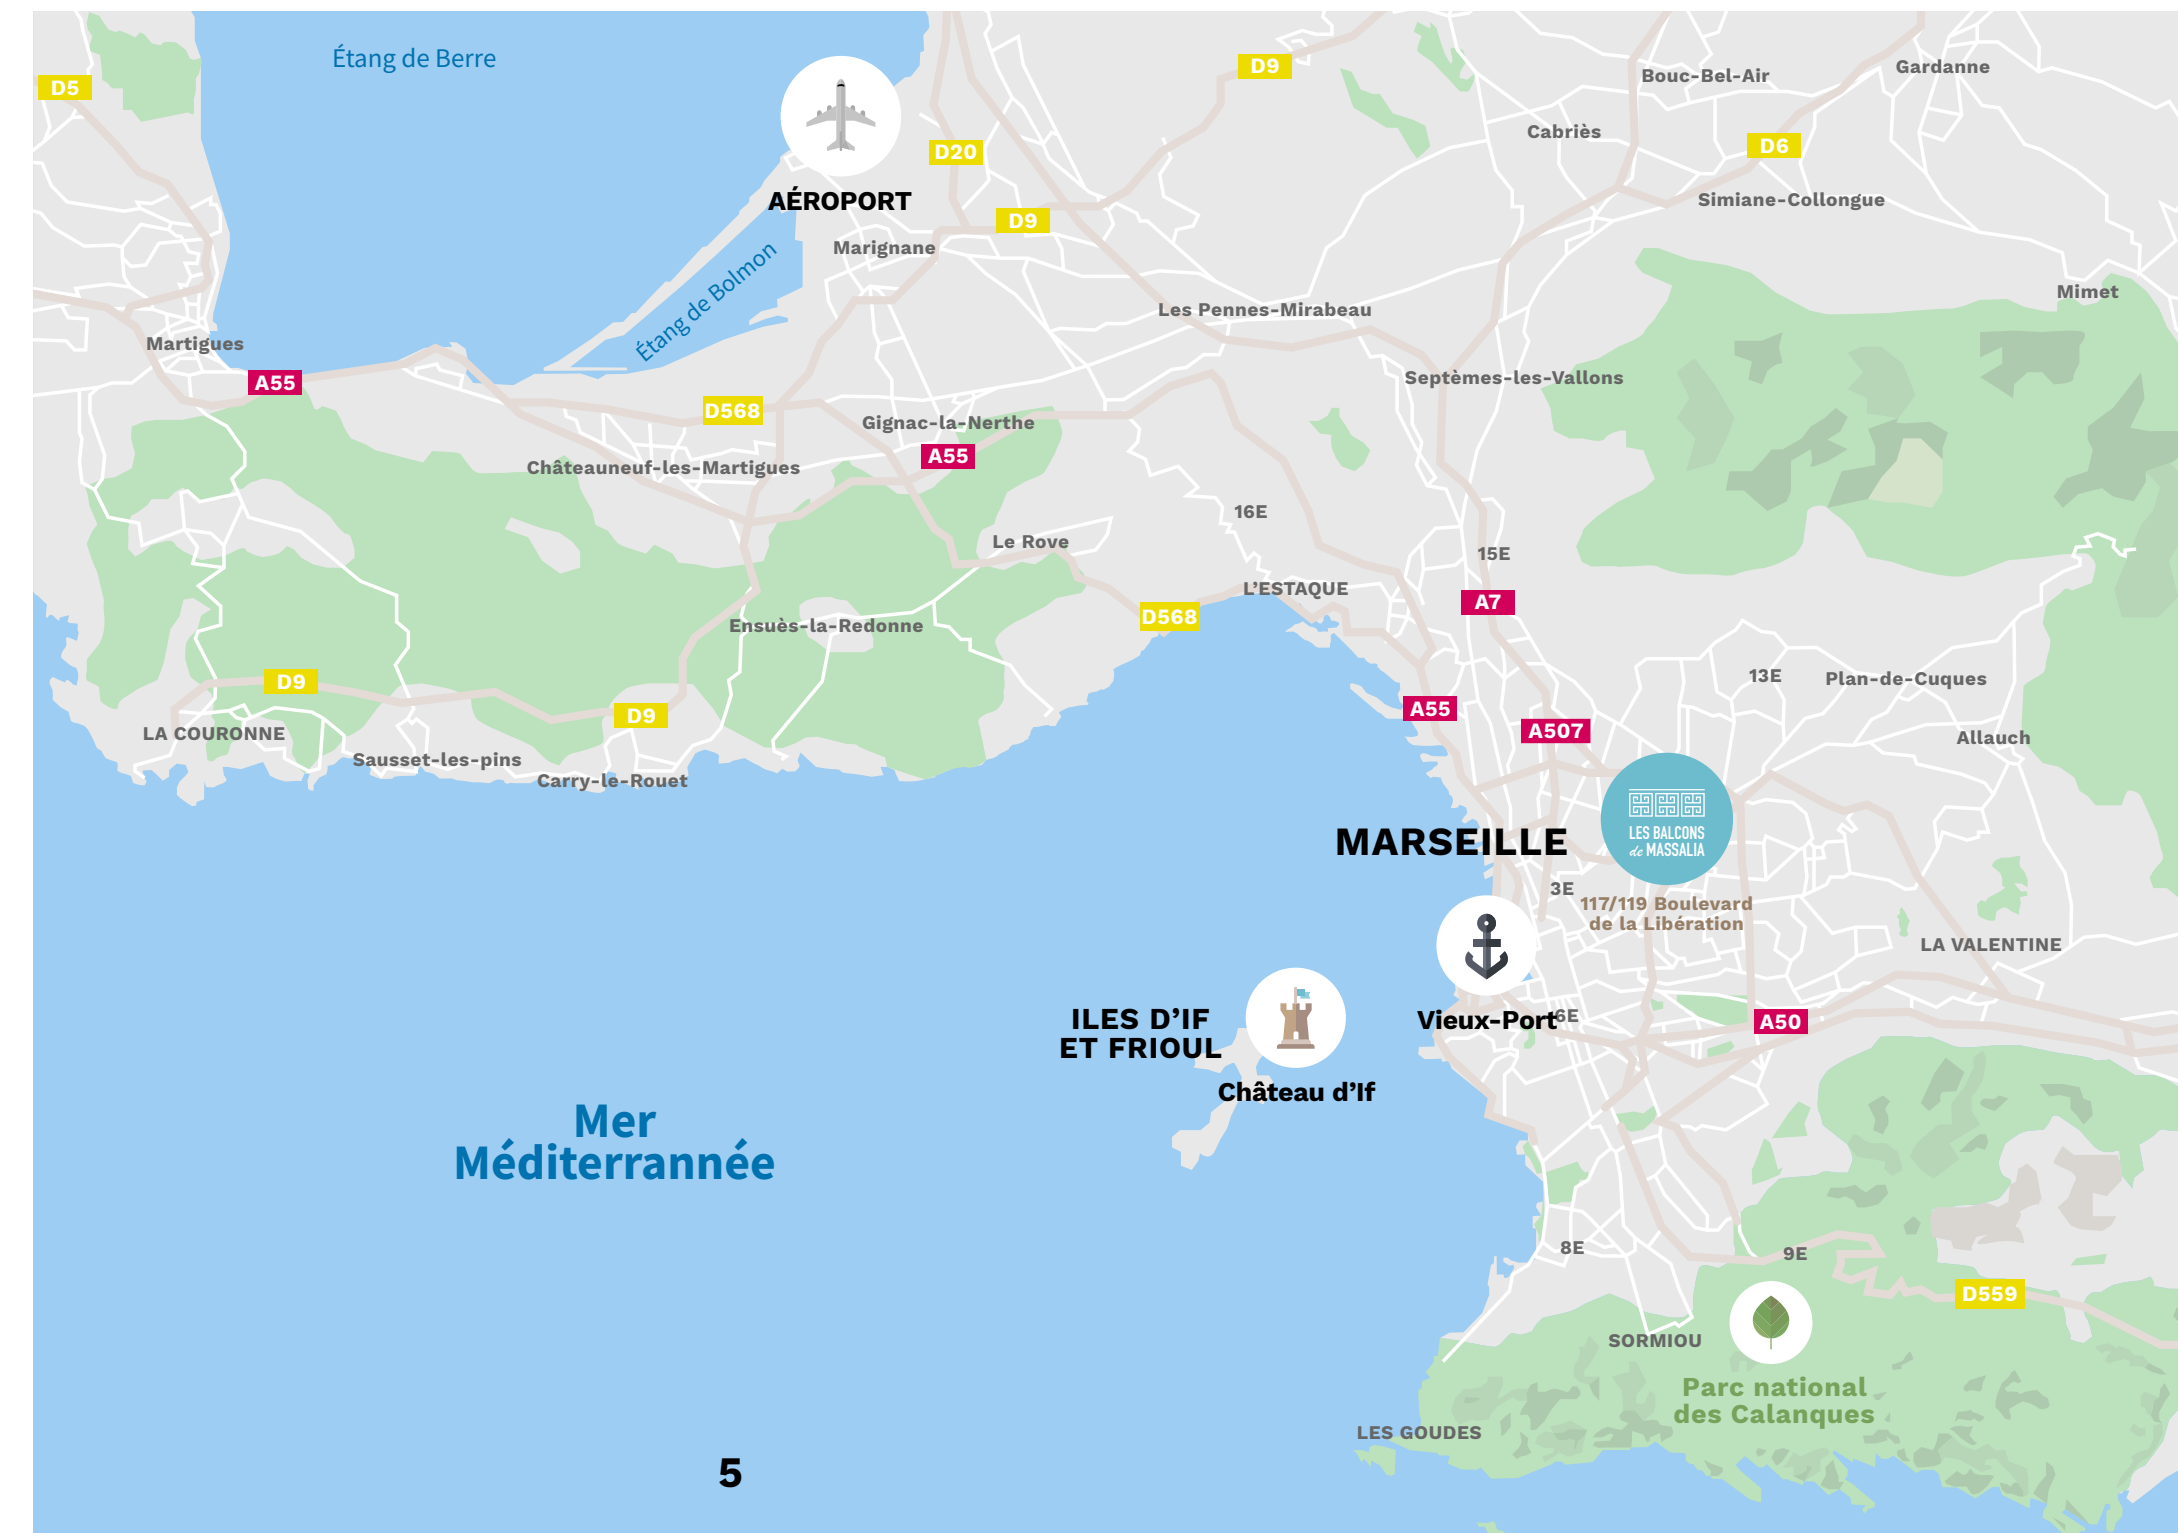 Étang de Berre
D5
D9
Bouc-Bel-Air
Gardanne
Cabriès
D6
D20
AÉROPORT
Simiane-Collongue
D9
Marignane
Étang de Bolmon
Mimet
Les Pennes-Mirabeau
Martigues
A55
Septèmes-les-Vallons
D568
Gignac-la-Nerthe
A55
Châteauneuf-les-Martigues
16E
Le Rove
15E
L'ESTAQUE
A7
D568
Ensuès-la-Redonne
13E
Plan-de-Cuques
D9
A55
D9
A507
LA COURONNE
Allauch
Sausset-les-pins
Carry-le-Rouet
LES BALCONS
de MASSALIA
MARSEILLE
3E
117/119 Boulevard
de la Libération
LA VALENTINE
ILES D'IF
ET FRIOUL
Vieux-Port
6E
A50
Château d'If
Mer
Méditerrannée
8E
9E
D559
SORMIOU
Parc national
des Calanques
LES GOUDES
5